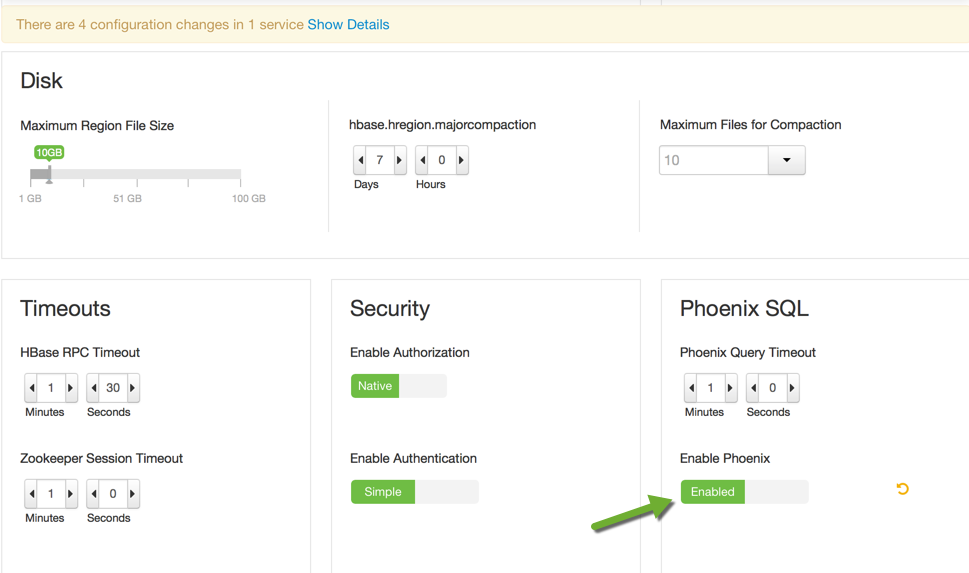 There are 4 configuration changes in 1 service Show Details
Disk
Maximum Region File Size
10GB
1 GB 51 GB 100 GB
hbase.hregion.majorcompaction
7 0
Days Hours
Maximum Files for Compaction
10
Timeouts
HBase RPC Timeout
1 30
Minutes Seconds
Zookeeper Session Timeout
1 0
Minutes Seconds
Security
Enable Authorization
Native
Enable Authentication
Simple
Phoenix SQL
Phoenix Query Timeout
1 0
Minutes Seconds
Enable Phoenix
Enabled